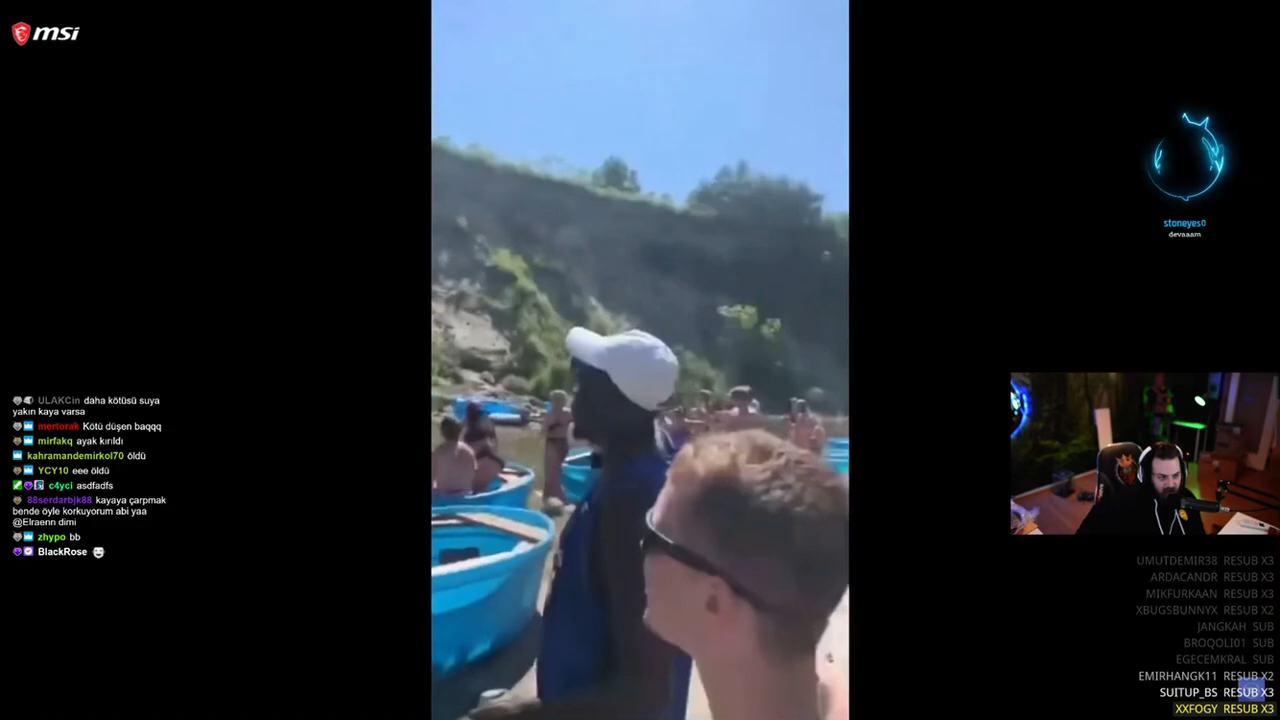 msi
stoneyes0
devaaam
ULAKCin daha kötüsü suya
yakın kaya varsa
mertorak Kötü düşen baqqq
mirfakq ayak kırıldı
kahramandemirkol70 öldü
YCY10 eee öldü
c4yci asdfadfs
88serdarbjk88 kayaya çarpmak
bende öyle korkuyorum abi yaa
@Elraenn dimi
zhypo bb
BlackRose
UMUTDEMIR38 RESUB X3
ARDACANDR RESUB X3
MIKFURKAAN RESUB X3
XBUGSBUNNYX RESUB X2
JANGKAH SUB
BROQOLI01 SUB
EGECEMKRAL SUB
EMIRHANGK11 RESUB X2
SUITUP_BS RESUB X3
XXFOGY RESUB X3